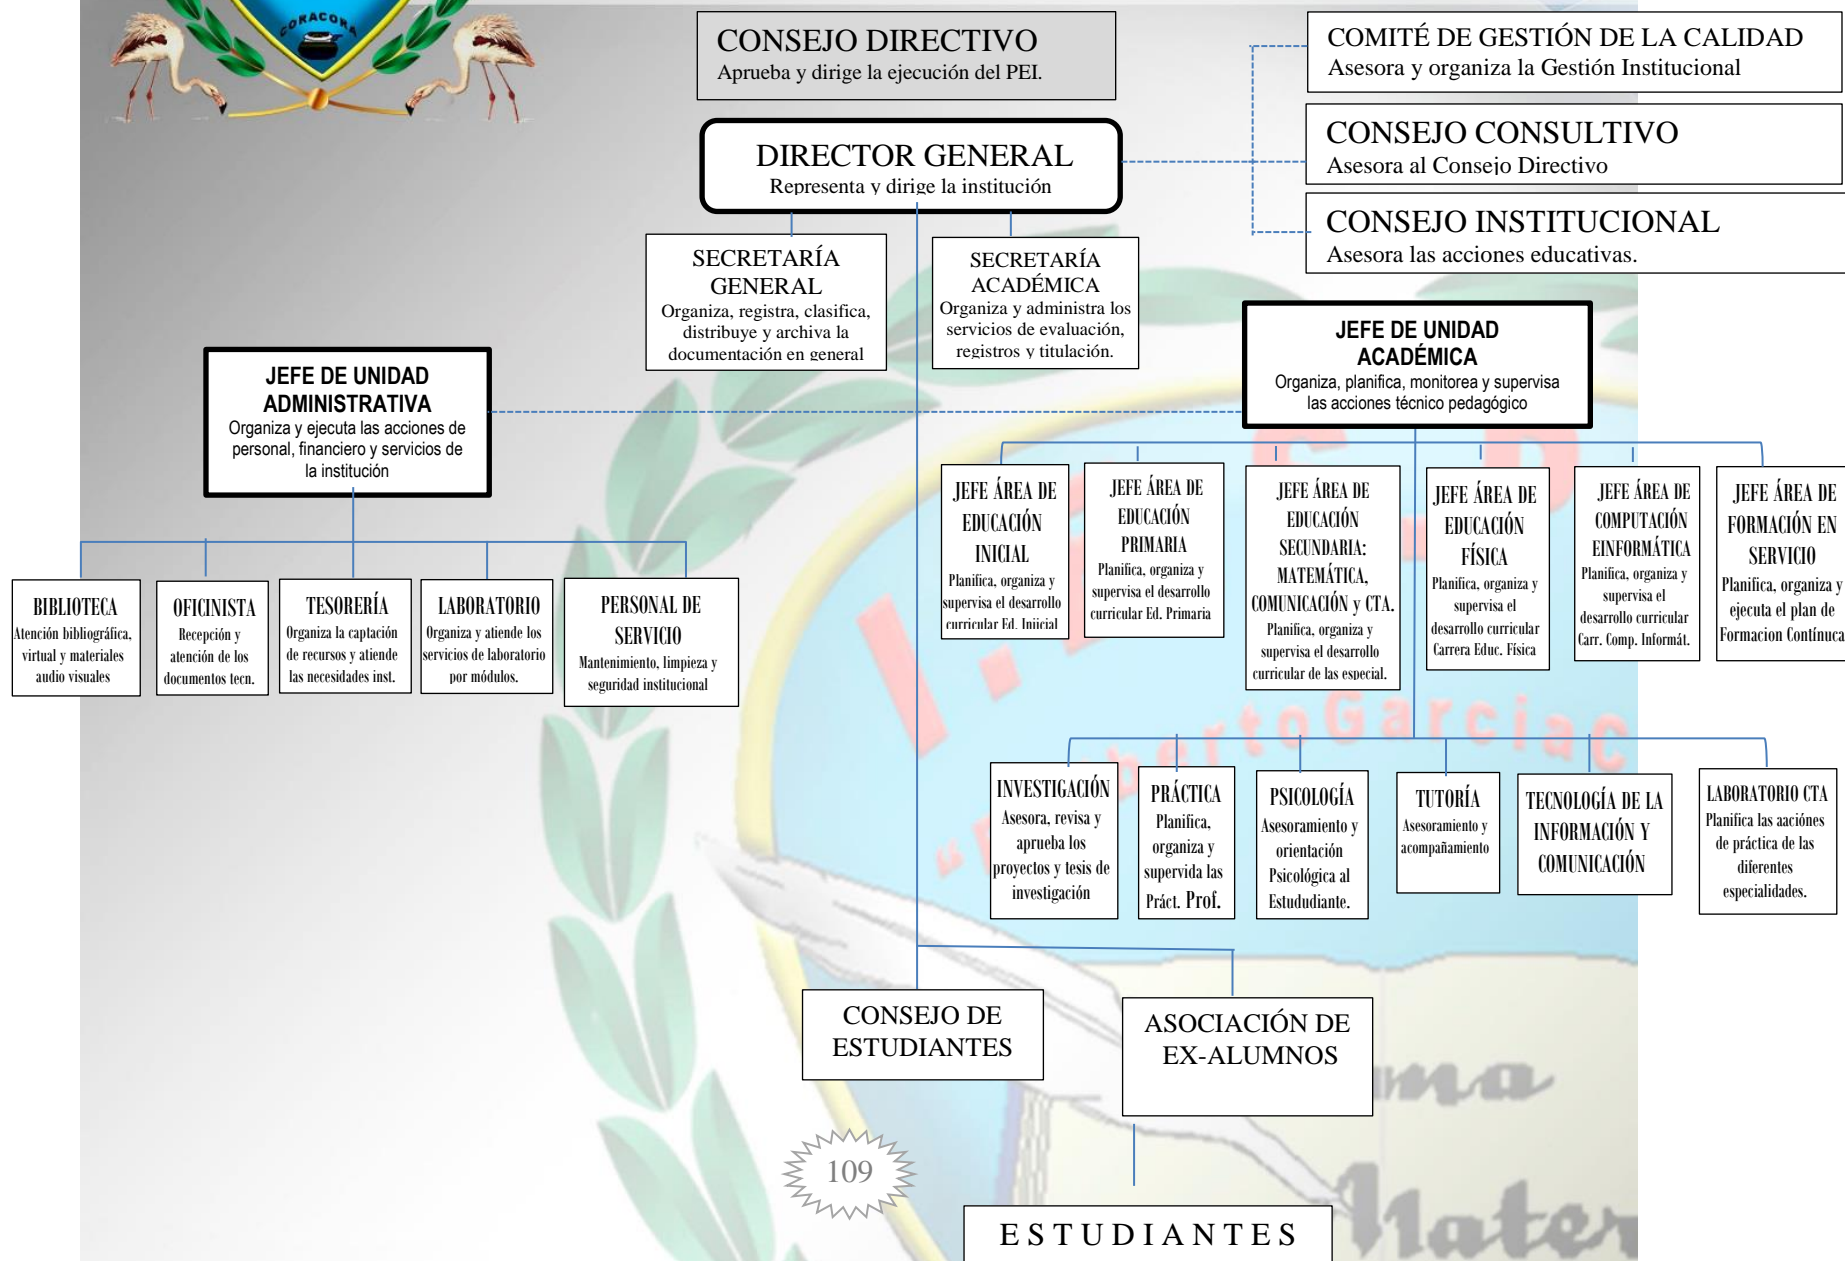 CORACORA
CONSEJO DIRECTIVO
Aprueba y dirige la ejecución del PEI.
COMITÉ DE GESTIÓN DE LA CALIDAD
Asesora y organiza la Gestión Institucional
DIRECTOR GENERAL
Representa y dirige la institución
CONSEJO CONSULTIVO
Asesora al Consejo Directivo
CONSEJO INSTITUCIONAL
Asesora las acciones educativas.
SECRETARÍA
GENERAL
Organiza, registra, clasifica,
distribuye y archiva la
documentación en general
SECRETARÍA
ACADÉMICA
Organiza y administra los
servicios de evaluación,
registros y titulación.
JEFE DE UNIDAD
ADMINISTRATIVA
Organiza y ejecuta las acciones de
personal, financiero y servicios de
la institución
JEFE DE UNIDAD
ACADÉMICA
Organiza, planifica, monitorea y supervisa
las acciones técnico pedagógico
BIBLIOTECA
Atención bibliográfica,
virtual y materiales
audio visuales
OFICINISTA
Recepción y
atención de los
documentos tecn.
TESORERÍA
Organiza la captación
de recursos y atiende
las necesidades inst.
LABORATORIO
Organiza y atiende los
servicios de laboratorio
por módulos.
PERSONAL DE
SERVICIO
Mantenimiento, limpieza y
seguridad institucional
JEFE ÁREA DE
EDUCACIÓN
INICIAL
Planifica, organiza y
supervisa el desarrollo
curricular Ed. Iniicial
JEFE ÁREA DE
EDUCACIÓN
PRIMARIA
Planifica, organiza y
supervisa el desarrollo
curricular Ed. Primaria
JEFE ÁREA DE
EDUCACIÓN
SECUNDARIA:
MATEMÁTICA,
COMUNICACIÓN y CTA.
Planifica, organiza y
supervisa el desarrollo
curricular de las especial.
JEFE ÁREA DE
EDUCACIÓN
FÍSICA
Planifica, organiza y
supervisa el
desarrollo curricular
Carrera Educ. Física
JEFE ÁREA DE
COMPUTACIÓN
EINFORMÁTICA
Planifica, organiza y
supervisa el
desarrollo curricular
Carr. Comp. Informát.
JEFE ÁREA DE
FORMACIÓN EN
SERVICIO
Planifica, organiza y
ejecuta el plan de
Formacion Contínuca
INVESTIGACIÓN
Asesora, revisa y
aprueba los
proyectos y tesis de
investigación
PRÁCTICA
Planifica,
organiza y
supervida las
Práct. Prof.
PSICOLOGÍA
Asesoramiento y
orientación
Psicológica al
Estududiante.
TUTORÍA
Asesoramiento y
acompañamiento
TECNOLOGÍA DE LA
INFORMACIÓN Y
COMUNICACIÓN
LABORATORIO CTA
Planifica las aaciónes
de práctica de las
diferentes
especialidades.
CONSEJO DE
ESTUDIANTES
ASOCIACIÓN DE
EX-ALUMNOS
109
ESTUDIANTES
Mater